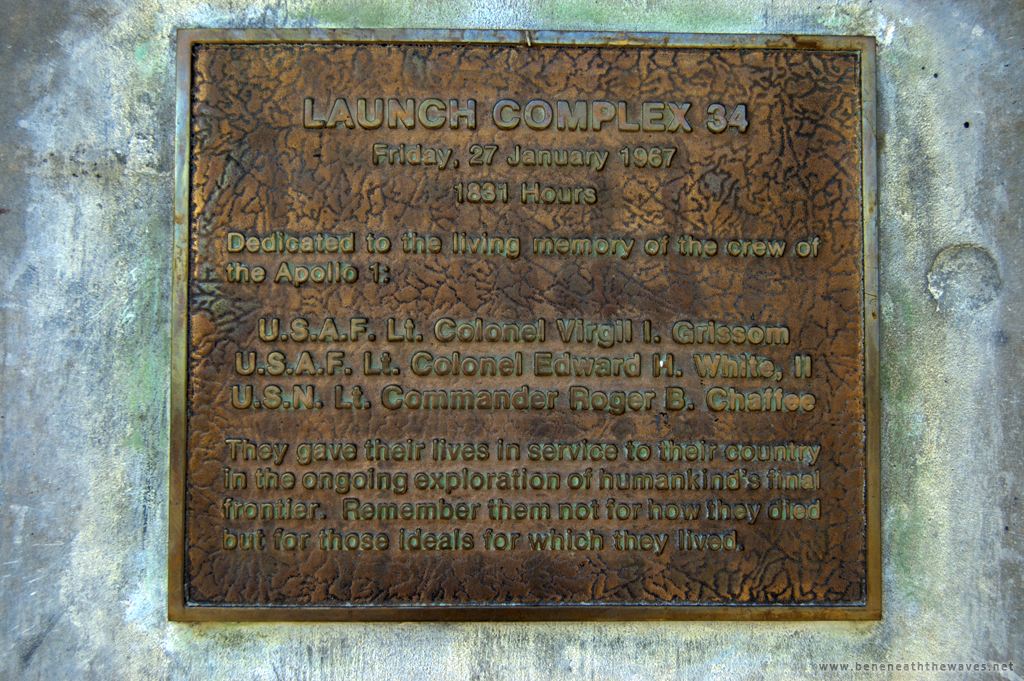 LAUNCH COMPLEX 34
Friday, 27 January 1967
1831 Hours
Dedicated to the living memory of the crew of
the Apollo 1:
U.S.A.F. Lt. Colonel Virgil I. Grissom
U.S.A.F. Lt. Colonel Edward H. White, II
U.S.N. Lt. Commander Roger B. Chaffee
They gave their lives in service to their country
in the ongoing exploration of humankind's final
frontier. Remember them not for how they died
but for those ideals for which they lived.
www.beneneaththewaves.net